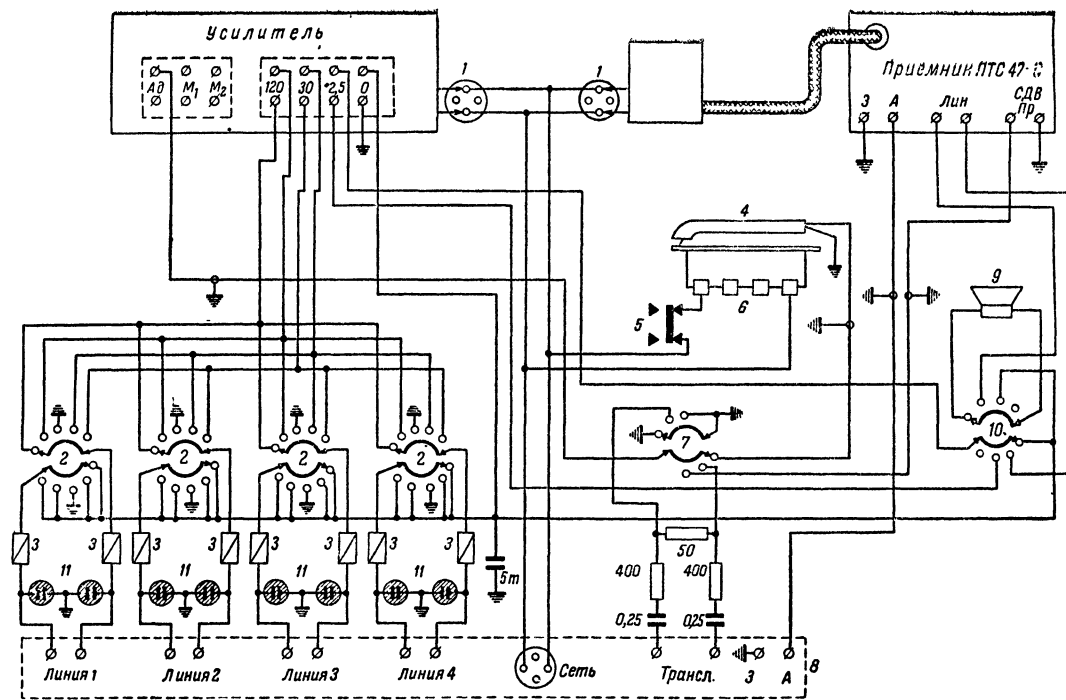 Усилитель
Приемник ПТС 47-
1
1
Ад M₁ M₂ 120 30 +2,5 0
З А Лин СДВ
Пр
4
9
5
6
2 2 2 2
7
10
3 3 3 3 3 3 3 3
50
11 11 11 11
5т
400 400
0,25 0,25
Линия 1 Линия 2 Линия 3 Линия 4 Сеть Трансл. З А 8